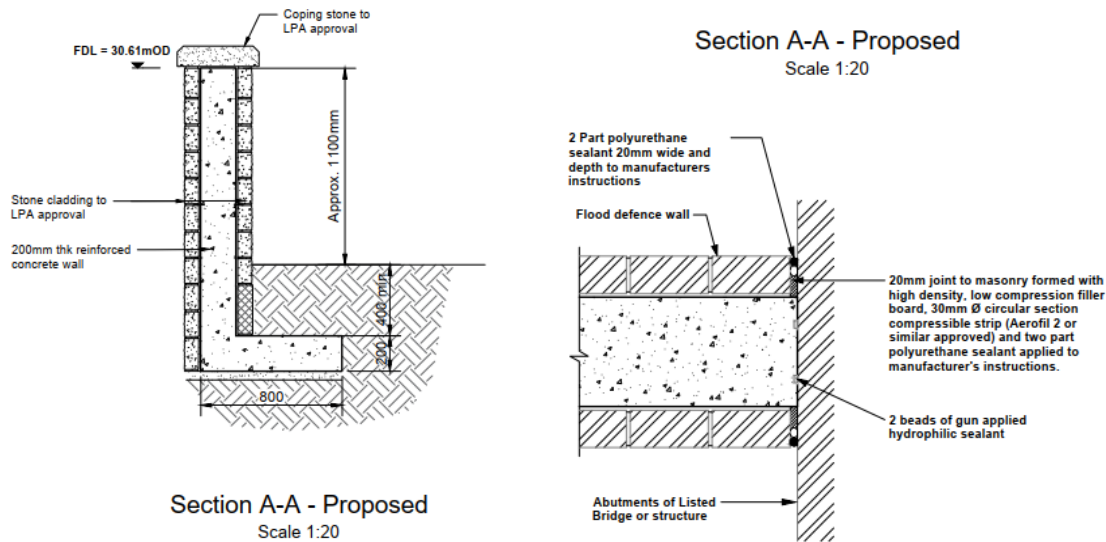 Coping stone to
LPA approval
FDL = 30.61mOD
Approx. 1100mm
Stone cladding to
LPA approval
200mm thk reinforced
concrete wall
400 min
200
800
Section A-A - Proposed
Scale 1:20
Section A-A - Proposed
Scale 1:20
2 Part polyurethane
sealant 20mm wide and
depth to manufacturers
instructions
Flood defence wall
20mm joint to masonry formed with
high density, low compression filler
board, 30mm Ø circular section
compressible strip (Aerofil 2 or
similar approved) and two part
polyurethane sealant applied to
manufacturer's instructions.
2 beads of gun applied
hydrophilic sealant
Abutments of Listed
Bridge or structure